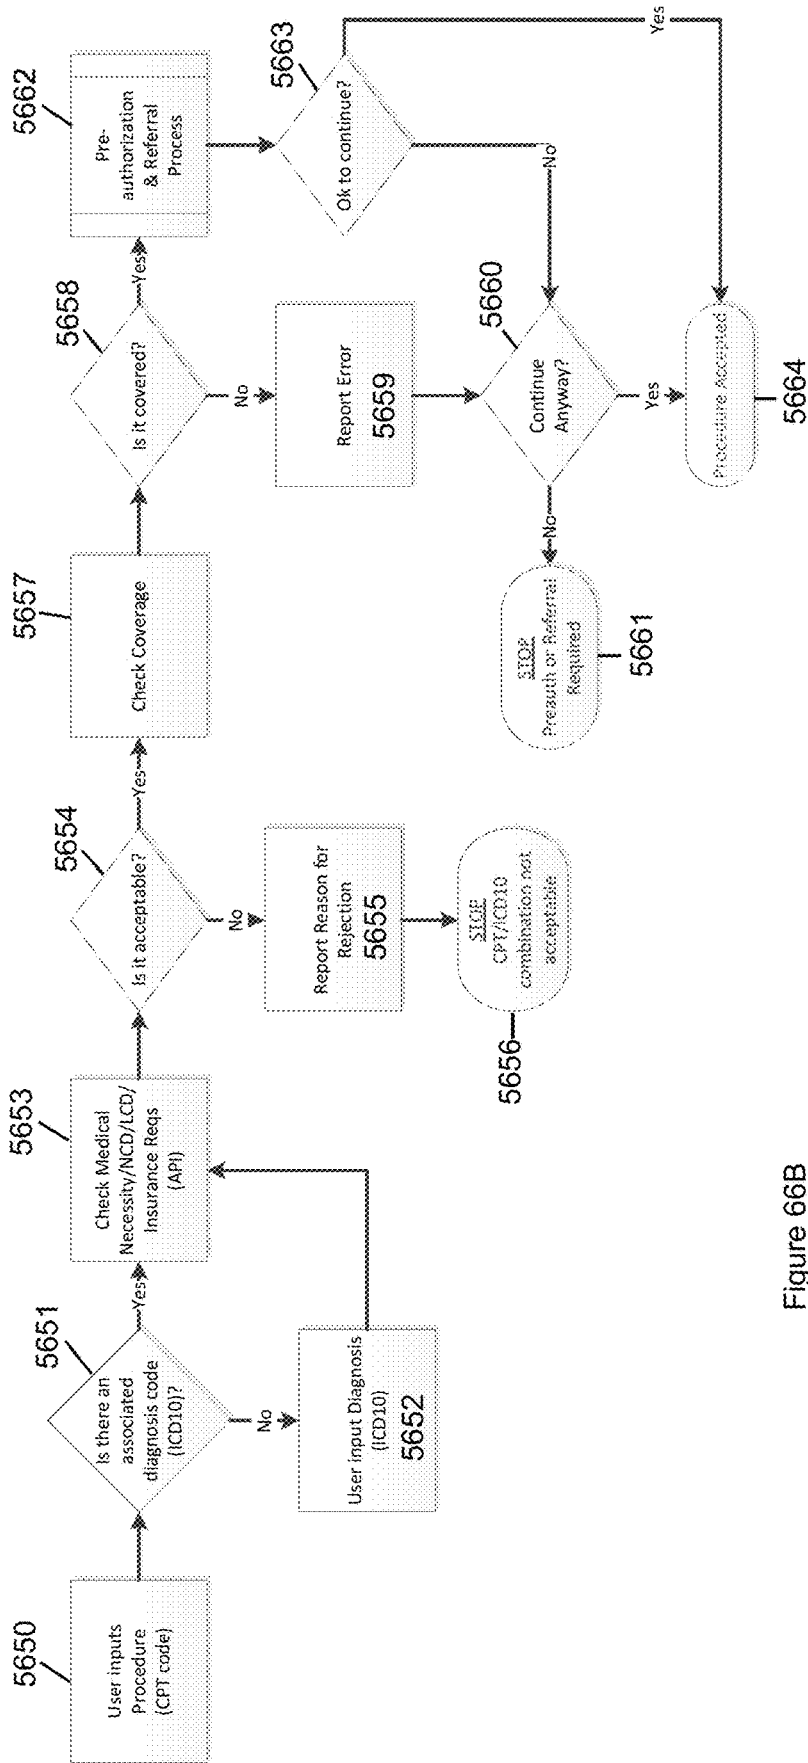 5650
User inputs
Procedure
(CPT code)
5651
Is there an
associated
diagnosis code
(ICD10)?
Yes
No
User input Diagnosis
(ICD10)
5652
5653
Check Medical
Necessity/NCD/LCD/
Insurance Reqs
(API)
5654
Is it acceptable?
Yes
No
Report Reason for
Rejection
5655
STOP
CPT/ICD10
combination not
acceptable
5656
5657
Check Coverage
5658
Is it covered?
Yes
No
Report Error
5659
5660
Continue
Anyway?
No
Yes
STOP
Preauth or Referral
Required
5661
5662
Pre-
authorization
& Referral
Process
5663
Ok to continue?
No
Yes
Procedure Accepted
5664
Figure 66B